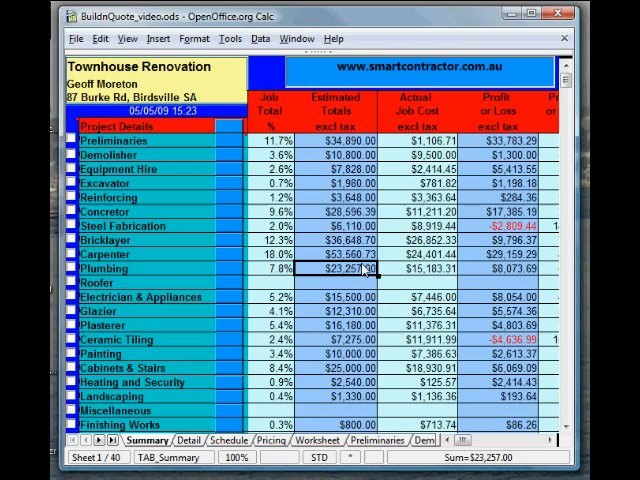 BuildnQuote_video.ods - OpenOffice.org Calc
File Edit View Insert Format Tools Data Window Help
Townhouse Renovation
Geoff Moreton
87 Burke Rd, Birdsville SA
05/05/09 15:23
www.smartcontractor.com.au
Job Estimated Actual Profit
Total Totals Job Cost or Loss or
% excl tax excl tax excl tax
Project Details
Preliminaries 11.7% $34,890.00 $1,106.71 $33,783.29
Demolisher 3.6% $10,800.00 $9,500.00 $1,300.00
Equipment Hire 2.6% $7,828.00 $2,414.45 $5,413.55
Excavator 0.7% $1,980.00 $781.82 $1,198.18
Reinforcing 1.2% $3,648.00 $3,363.64 $284.36
Concretor 9.6% $28,596.39 $11,211.20 $17,385.19
Steel Fabrication 2.0% $6,110.00 $8,919.44 -$2,809.44
Bricklayer 12.3% $36,648.70 $26,852.33 $9,796.37
Carpenter 18.0% $53,560.73 $24,401.44 $29,159.29
Plumbing 7.8% $23,257.00 $15,183.31 $8,073.69
Roofer
Electrician & Appliances 5.2% $15,500.00 $7,446.00 $8,054.00
Glazier 4.1% $12,310.00 $6,735.64 $5,574.36
Plasterer 5.4% $16,180.00 $11,376.31 $4,803.69
Ceramic Tiling 2.4% $7,275.00 $11,911.99 -$4,636.99
Painting 3.4% $10,000.00 $7,386.63 $2,613.37
Cabinets & Stairs 8.4% $25,000.00 $18,930.91 $6,069.09
Heating and Security 0.9% $2,540.00 $125.57 $2,414.43
Landscaping 0.4% $1,330.00 $1,136.36 $193.64
Miscellaneous
Finishing Works 0.3% $800.00 $713.74 $86.26
Summary Detail Schedule Pricing Worksheet Preliminaries Dem
Sheet 1 / 40 TAB_Summary 100% STD * Sum=$23,257.00